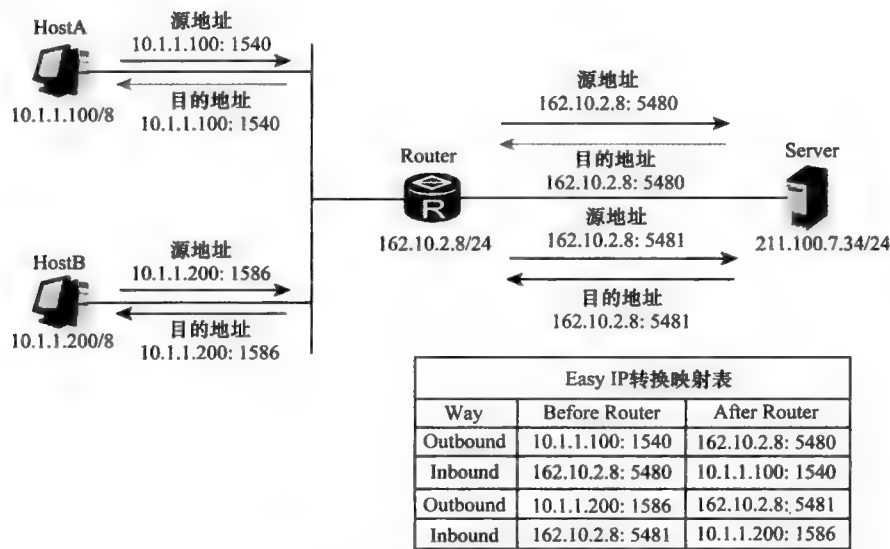 HostA
源地址
10.1.1.100: 1540
目的地址
10.1.1.100: 1540
10.1.1.100/8
HostB
源地址
10.1.1.200: 1586
目的地址
10.1.1.200: 1586
10.1.1.200/8
Router
R
162.10.2.8/24
源地址
162.10.2.8: 5480
目的地址
162.10.2.8: 5480
源地址
162.10.2.8: 5481
目的地址
162.10.2.8: 5481
Server
211.100.7.34/24
Easy IP转换映射表
Way Before Router After Router
Outbound 10.1.1.100: 1540 162.10.2.8: 5480
Inbound 162.10.2.8: 5480 10.1.1.100: 1540
Outbound 10.1.1.200: 1586 162.10.2.8: 5481
Inbound 162.10.2.8: 5481 10.1.1.200: 1586